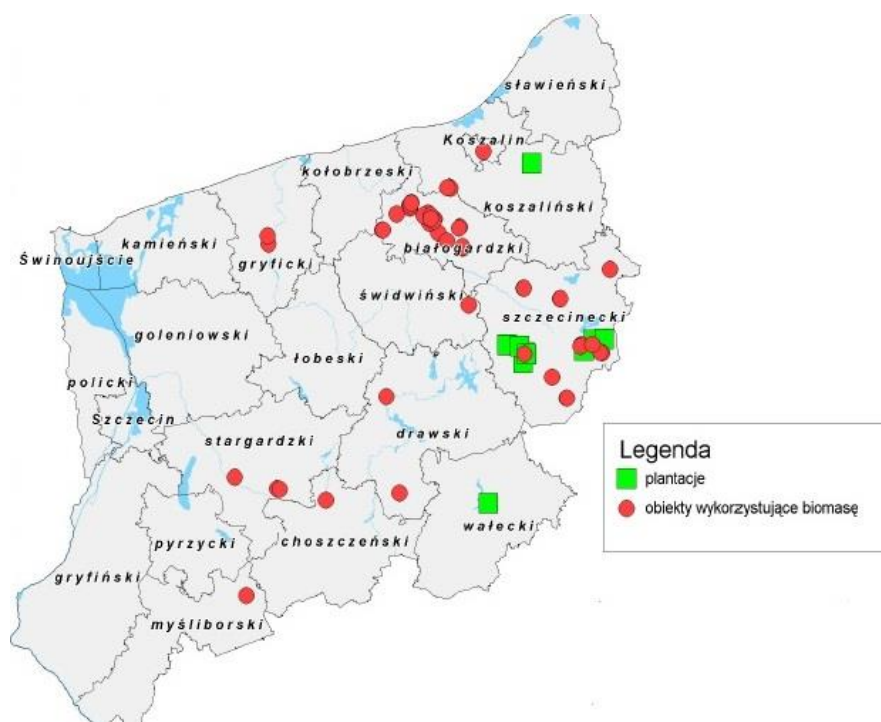 sławieński
Koszalin
kołobrzeski
koszaliński
kamieński
białogardzki
Świnoujście
gryficki
świdwiński
szczecinecki
goleniowski
łobeski
policki
Szczecin
stargardzki
drawski
Legenda
plantacje
obiekty wykorzystujące biomasę
wałecki
pyrzycki
choszczeński
gryfiński
myśliborski